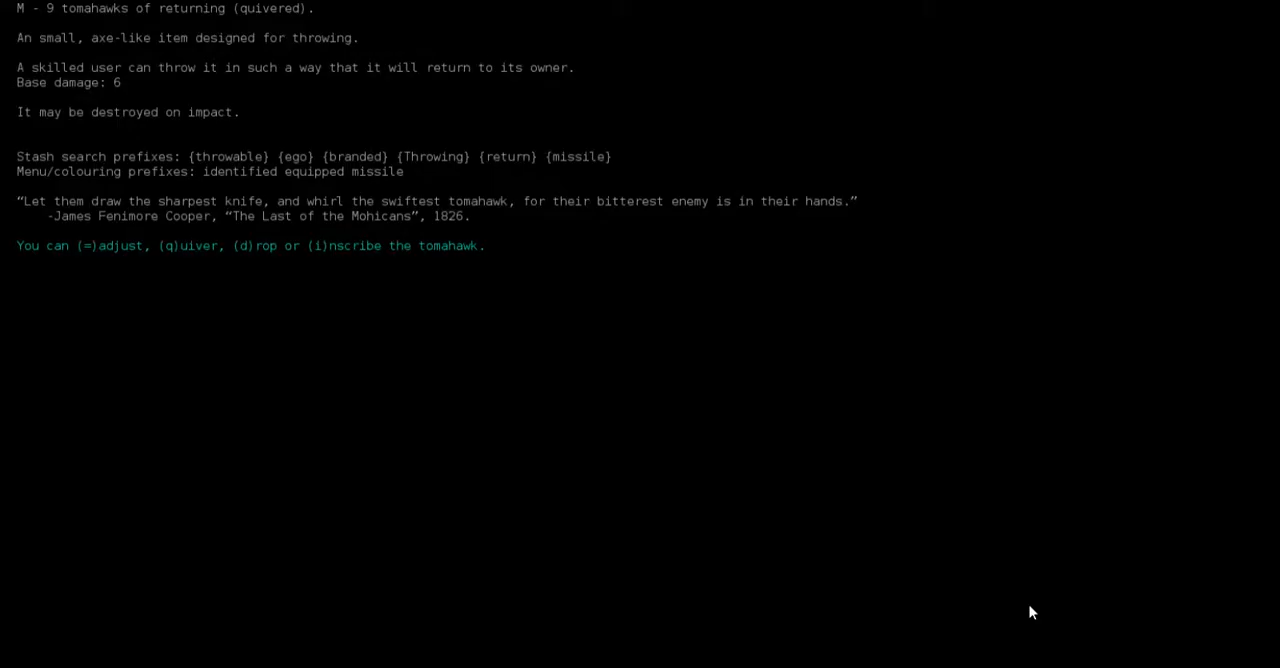 M - 9 tomahawks of returning (quivered).
An small, axe-like item designed for throwing.
A skilled user can throw it in such a way that it will return to its owner.
Base damage: 6
It may be destroyed on impact.
Stash search prefixes: {throwable} {ego} {branded} {Throwing} {return} {missile}
Menu/colouring prefixes: identified equipped missile
“Let them draw the sharpest knife, and whirl the swiftest tomahawk, for their bitterest enemy is in their hands.”
-James Fenimore Cooper, “The Last of the Mohicans”, 1826.
You can (=)adjust, (q)uiver, (d)rop or (i)nscribe the tomahawk.